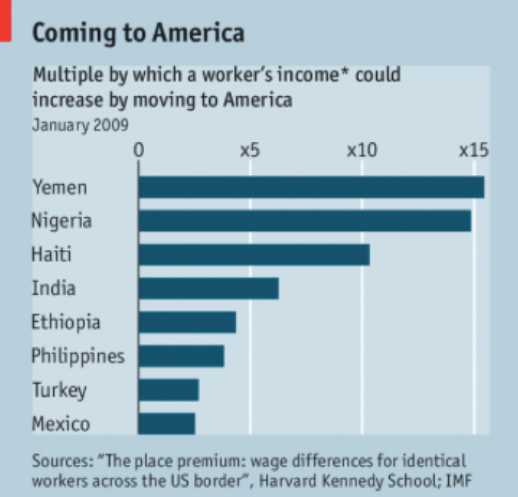 Coming to America
Multiple by which a worker's income* could
increase by moving to America
January 2009
0 x5 x10 x15
Yemen
Nigeria
Haiti
India
Ethiopia
Philippines
Turkey
Mexico
Sources: "The place premium: wage differences for identical
workers across the US border", Harvard Kennedy School; IMF